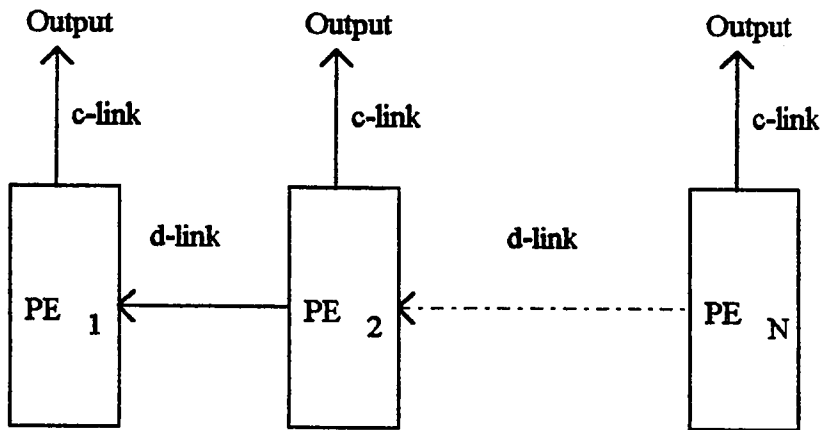 Output Output Output
c-link c-link c-link
d-link d-link
PE 1 PE 2 PE N